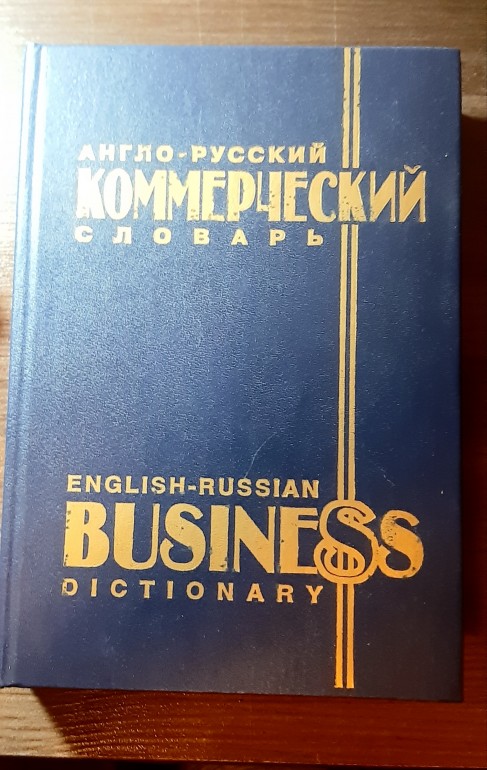 АНГЛО-РУССКИЙ
КОММЕРЧЕСКИЙ
СЛОВАРЬ
ENGLISH-RUSSIAN
BUSINESS
DICTIONARY